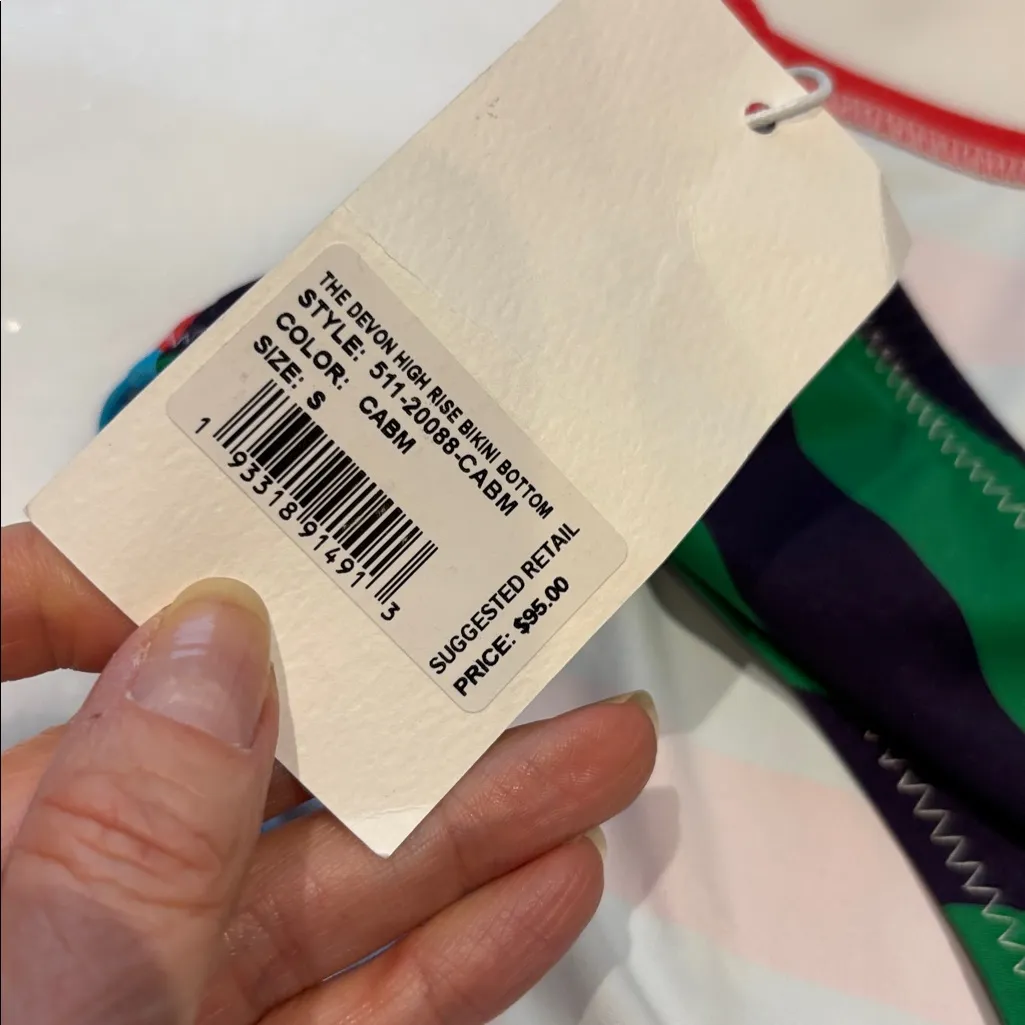 THE DEVON HIGH RISE BIKINI BOTTOM
STYLE: 511-20088-CABM
COLOR: CABM
SIZE: S
1 93318 91491 3
SUGGESTED RETAIL
PRICE: $95.00